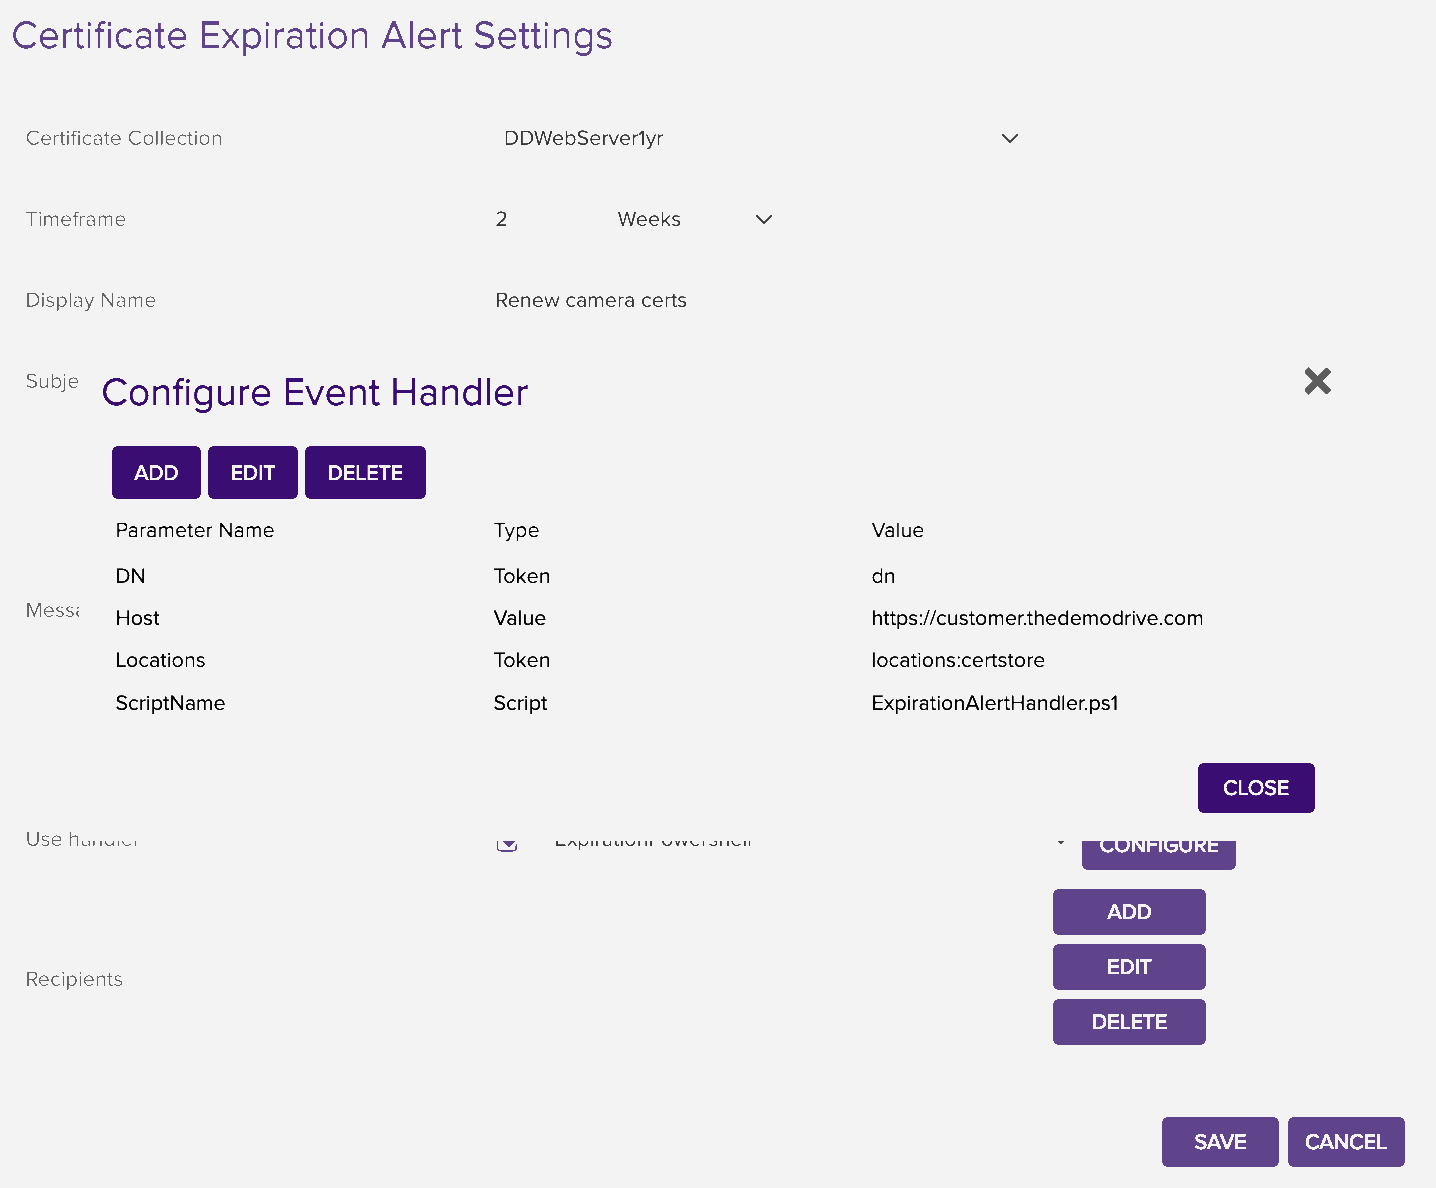 Certificate Expiration Alert Settings
Certificate Collection DDWebServer1yr
Timeframe 2 Weeks
Display Name Renew camera certs
Subje
Configure Event Handler
ADD EDIT DELETE
Parameter Name Type Value
DN Token dn
Host Value https://customer.thedemodrive.com
Locations Token locations:certstore
ScriptName Script ExpirationAlertHandler.ps1
Messa
CLOSE
Use handler ExpirationPowershell CONFIGURE
ADD
EDIT
Recipients
DELETE
SAVE CANCEL